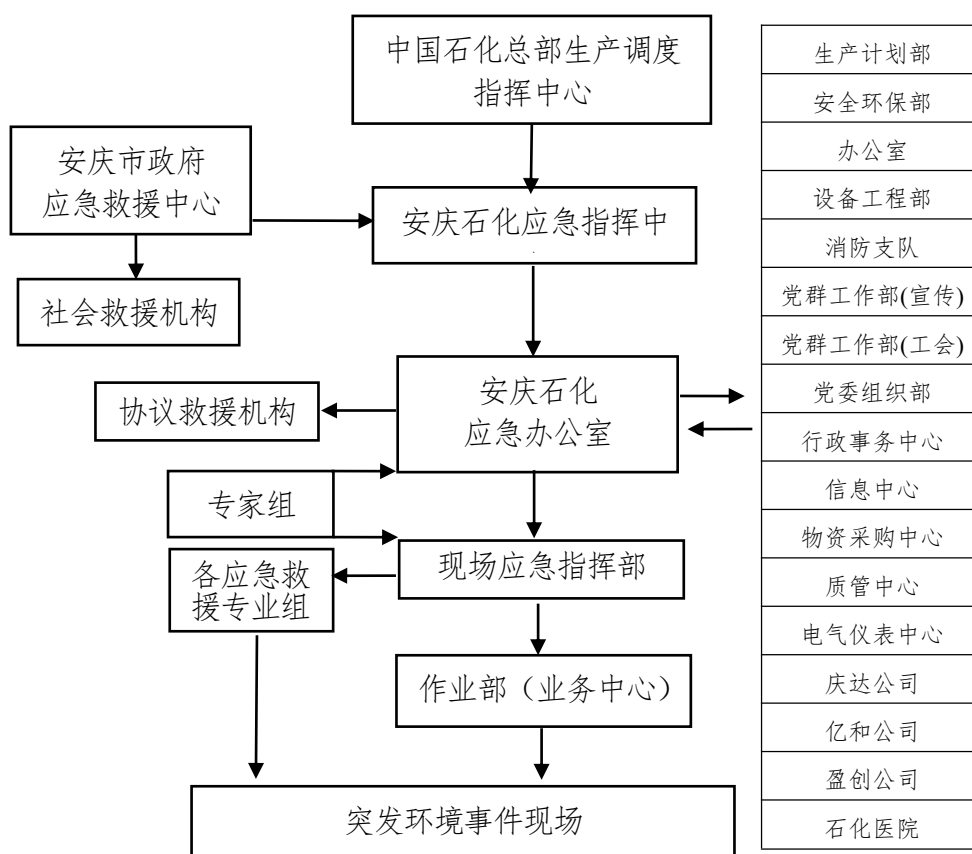 中国石化总部生产调度
指挥中心
安庆市政府
应急救援中心
安庆石化应急指挥中
社会救援机构
安庆石化
应急办公室
协议救援机构
专家组
现场应急指挥部
各应急救
援专业组
作业部（业务中心）
突发环境事件现场
生产计划部
安全环保部
办公室
设备工程部
消防支队
党群工作部(宣传)
党群工作部(工会)
党委组织部
行政事务中心
信息中心
物资采购中心
质管中心
电气仪表中心
庆达公司
亿和公司
盈创公司
石化医院